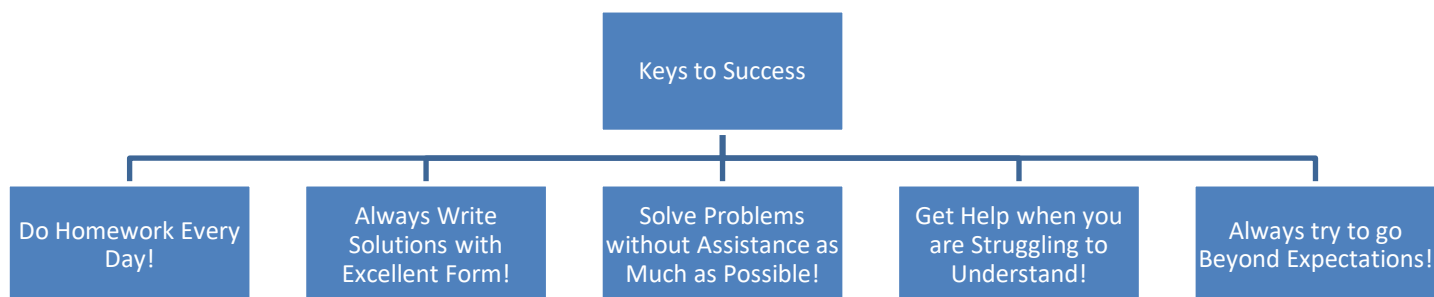 Keys to Success
Do Homework Every
Day!
Always Write
Solutions with
Excellent Form!
Solve Problems
without Assistance as
Much as Possible!
Get Help when you
are Struggling to
Understand!
Always try to go
Beyond Expectations!